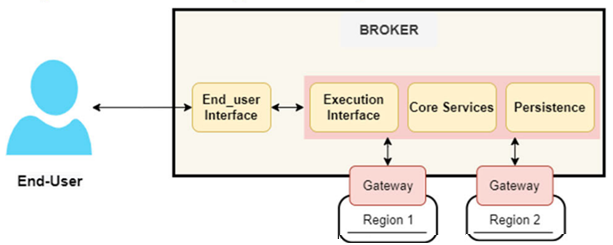 BROKER
End_user
Interface
Execution
Interface
Core Services
Persistence
End-User
Gateway
Gateway
Region 1
Region 2